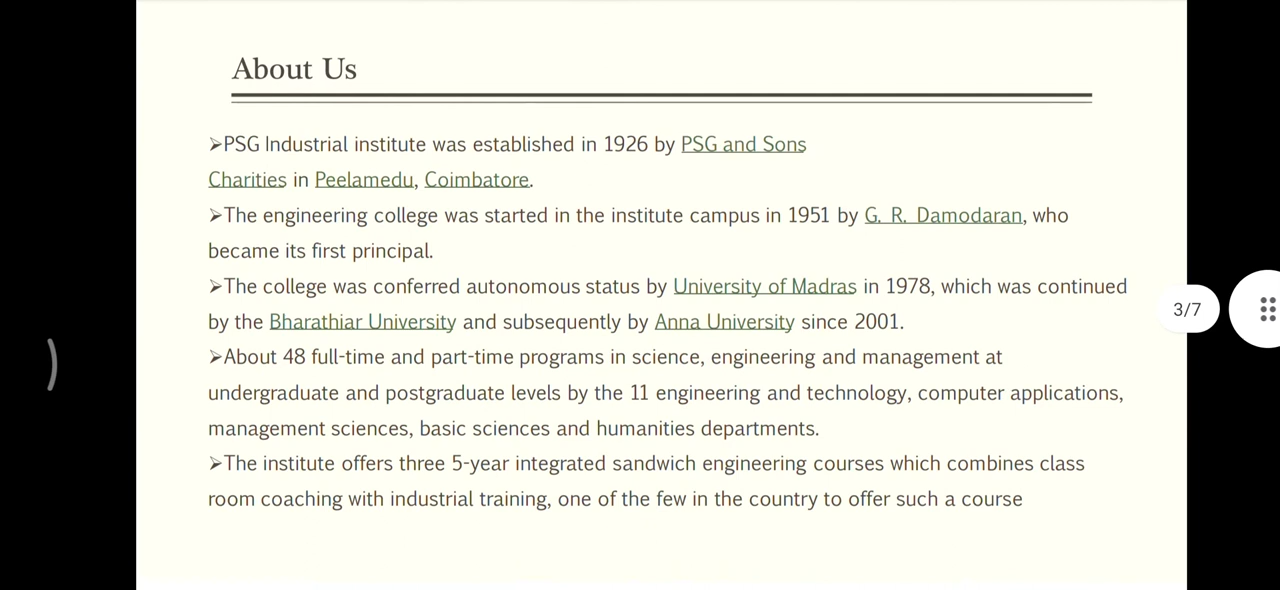 About Us
➢PSG Industrial institute was established in 1926 by PSG and Sons
Charities in Peelamedu, Coimbatore.
➢The engineering college was started in the institute campus in 1951 by G. R. Damodaran, who
became its first principal.
➢The college was conferred autonomous status by University of Madras in 1978, which was continued
by the Bharathiar University and subsequently by Anna University since 2001.
➢About 48 full-time and part-time programs in science, engineering and management at
undergraduate and postgraduate levels by the 11 engineering and technology, computer applications,
management sciences, basic sciences and humanities departments.
➢The institute offers three 5-year integrated sandwich engineering courses which combines class
room coaching with industrial training, one of the few in the country to offer such a course
3/7